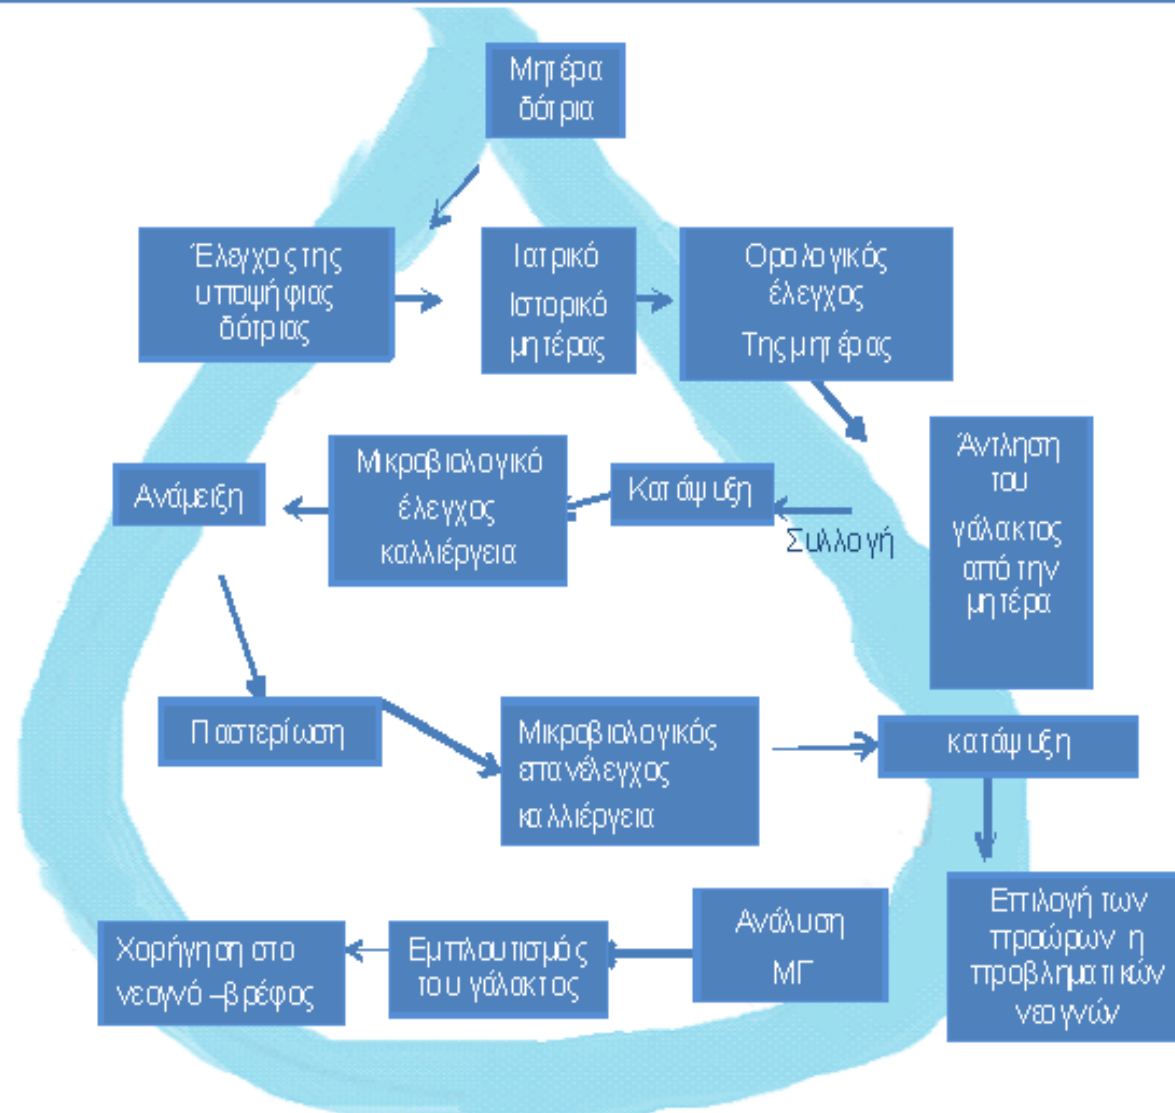 Μητέρα
δότρια
Έλεγχος της
υποψήφιας
δότριας
Ιατρικό
Ιστορικό
μητέρας
Ορολογικός
έλεγχος
Της μητέρας
Άντληση
του
γάλακτος
από την
μητέρα
Συλλογή
Κατάψυξη
Μικροβιολογικό
έλεγχος
καλλιέργεια
Ανάμειξη
Παστερίωση
Μικροβιολογικός
επανέλεγχος
καλλιέργεια
κατάψυξη
Επιλογή των
προώρων η
προβληματικών
νεογνών
Ανάλυση
ΜΓ
Εμπλουτισμός
του γάλακτος
Χορήγηση στο
νεογνό –βρέφος